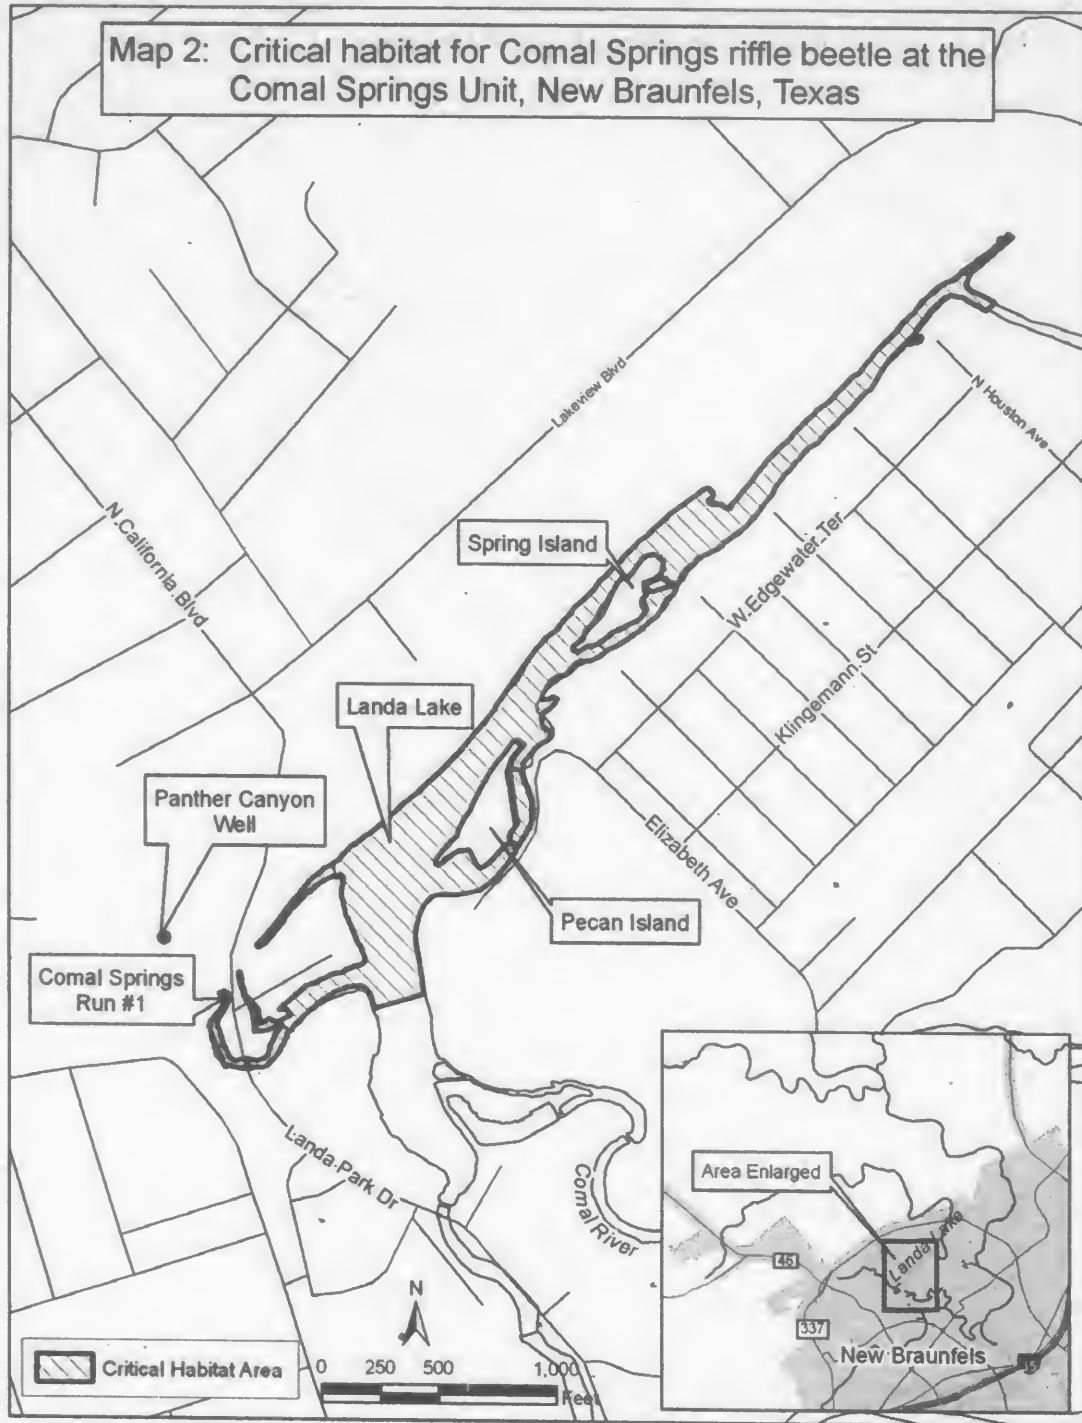 Map 2: Critical habitat for Comal Springs riffle beetle at the
Comal Springs Unit, New Braunfels, Texas
Lakeview Blvd
N Houston Ave
N. California Blvd
Spring Island
W. Edgewater Ter
Klingemann St
Landa Lake
Panther Canyon
Well
Elizabeth Ave
Pecan Island
Comal Springs
Run #1
Landa Park Dr
Comal River
Area Enlarged
Landa Lake
46
337
New Braunfels
35
N
Critical Habitat Area
0 250 500 1,000
Feet